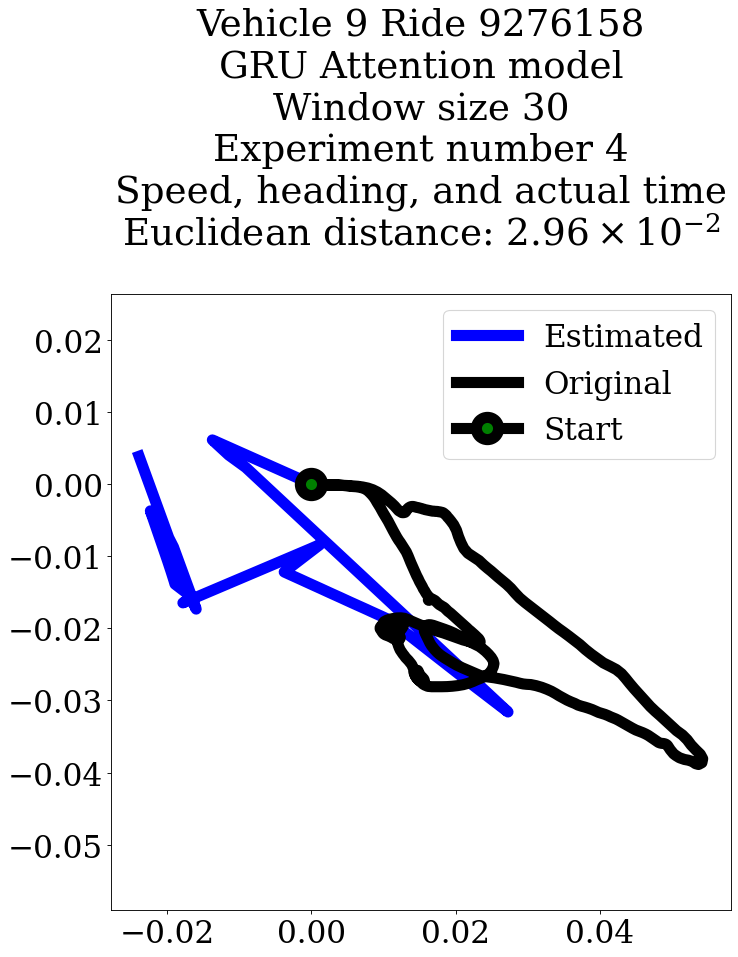 Vehicle 9 Ride 9276158
GRU Attention model
Window size 30
Experiment number 4
Speed, heading, and actual time
Euclidean distance: 2.96 × 10⁻²
Estimated
Original
Start
0.02
0.01
0.00
−0.01
−0.02
−0.03
−0.04
−0.05
−0.02 0.00 0.02 0.04